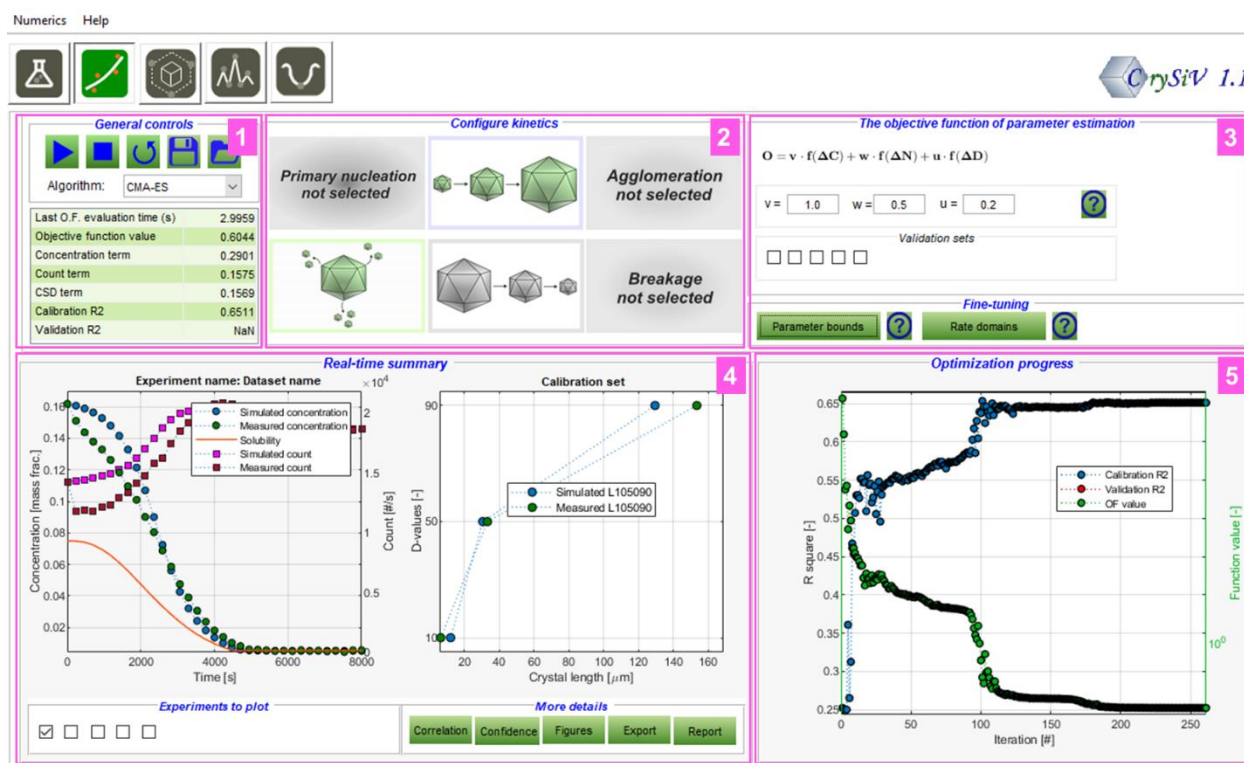 Numerics Help
CrySiV 1.1
General controls
1
Algorithm: CMA-ES
Last O.F. evaluation time (s) 2.9959
Objective function value 0.6044
Concentration term 0.2901
Count term 0.1575
CSD term 0.1569
Calibration R2 0.6511
Validation R2 NaN
Configure kinetics
2
Primary nucleation
not selected
Agglomeration
not selected
Breakage
not selected
The objective function of parameter estimation
3
O = v · f(ΔC) + w · f(ΔN) + u · f(ΔD)
v = 1.0 w= 0.5 u = 0.2 ?
Validation sets
Fine-tuning
Parameter bounds ? Rate domains ?
Real-time summary
4
Experiment name: Dataset name
×10⁴
0.16
0.14
0.12
0.1
0.08
0.06
0.04
0.02
Concentration [mass frac.]
Simulated concentration
Measured concentration
Solubility
Simulated count
Measured count
2
1.5
1
0.5
0
Count [#/s]
0 2000 4000 6000 8000
Time [s]
Calibration set
90
50
10
D-values [-]
Simulated L105090
Measured L105090
20 40 60 80 100 120 140 160
Crystal length [μm]
Experiments to plot
More details
Correlation Confidence Figures Export Report
Optimization progress
5
0.65
0.6
0.55
0.5
0.45
0.4
0.35
0.3
0.25
R square [-]
Calibration R2
Validation R2
OF value
10⁰
Function value [-]
0 50 100 150 200 250
Iteration [#]